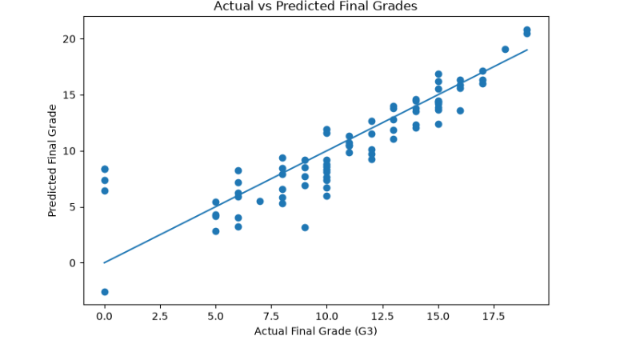 Actual vs Predicted Final Grades
Predicted Final Grade
20
15
10
5
0
0.0 2.5 5.0 7.5 10.0 12.5 15.0 17.5
Actual Final Grade (G3)